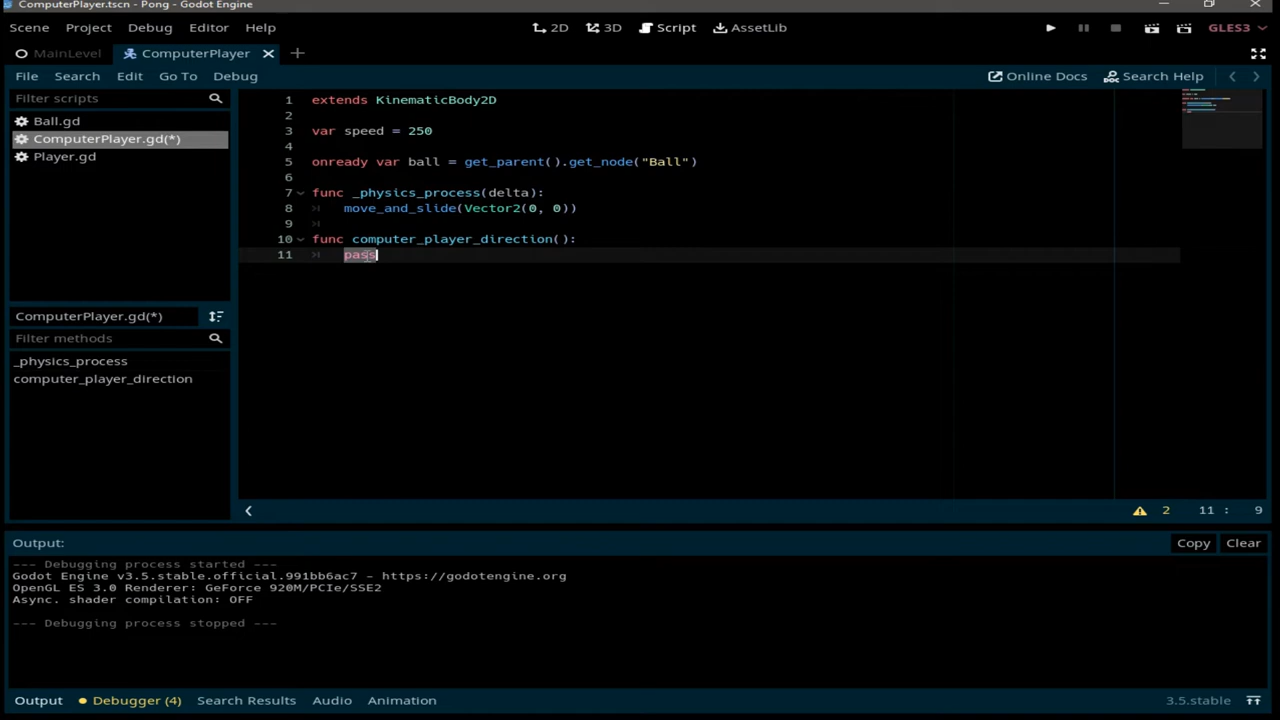 ComputerPlayer.tscn - Pong - Godot Engine
Scene Project Debug Editor Help 2D 3D Script AssetLib GLES3
MainLevel ComputerPlayer
File Search Edit Go To Debug Online Docs Search Help
Filter scripts
Ball.gd
ComputerPlayer.gd(*)
Player.gd
ComputerPlayer.gd(*)
Filter methods
_physics_process
computer_player_direction
1 extends KinematicBody2D
2
3 var speed = 250
4
5 onready var ball = get_parent().get_node("Ball")
6
7 func _physics_process(delta):
8 move_and_slide(Vector2(0, 0))
9
10 func computer_player_direction():
11 pass
2 11 : 9
Output: Copy Clear
--- Debugging process started ---
Godot Engine v3.5.stable.official.991bb6ac7 - https://godotengine.org
OpenGL ES 3.0 Renderer: GeForce 920M/PCIe/SSE2
Async. shader compilation: OFF
--- Debugging process stopped ---
Output Debugger (4) Search Results Audio Animation 3.5.stable